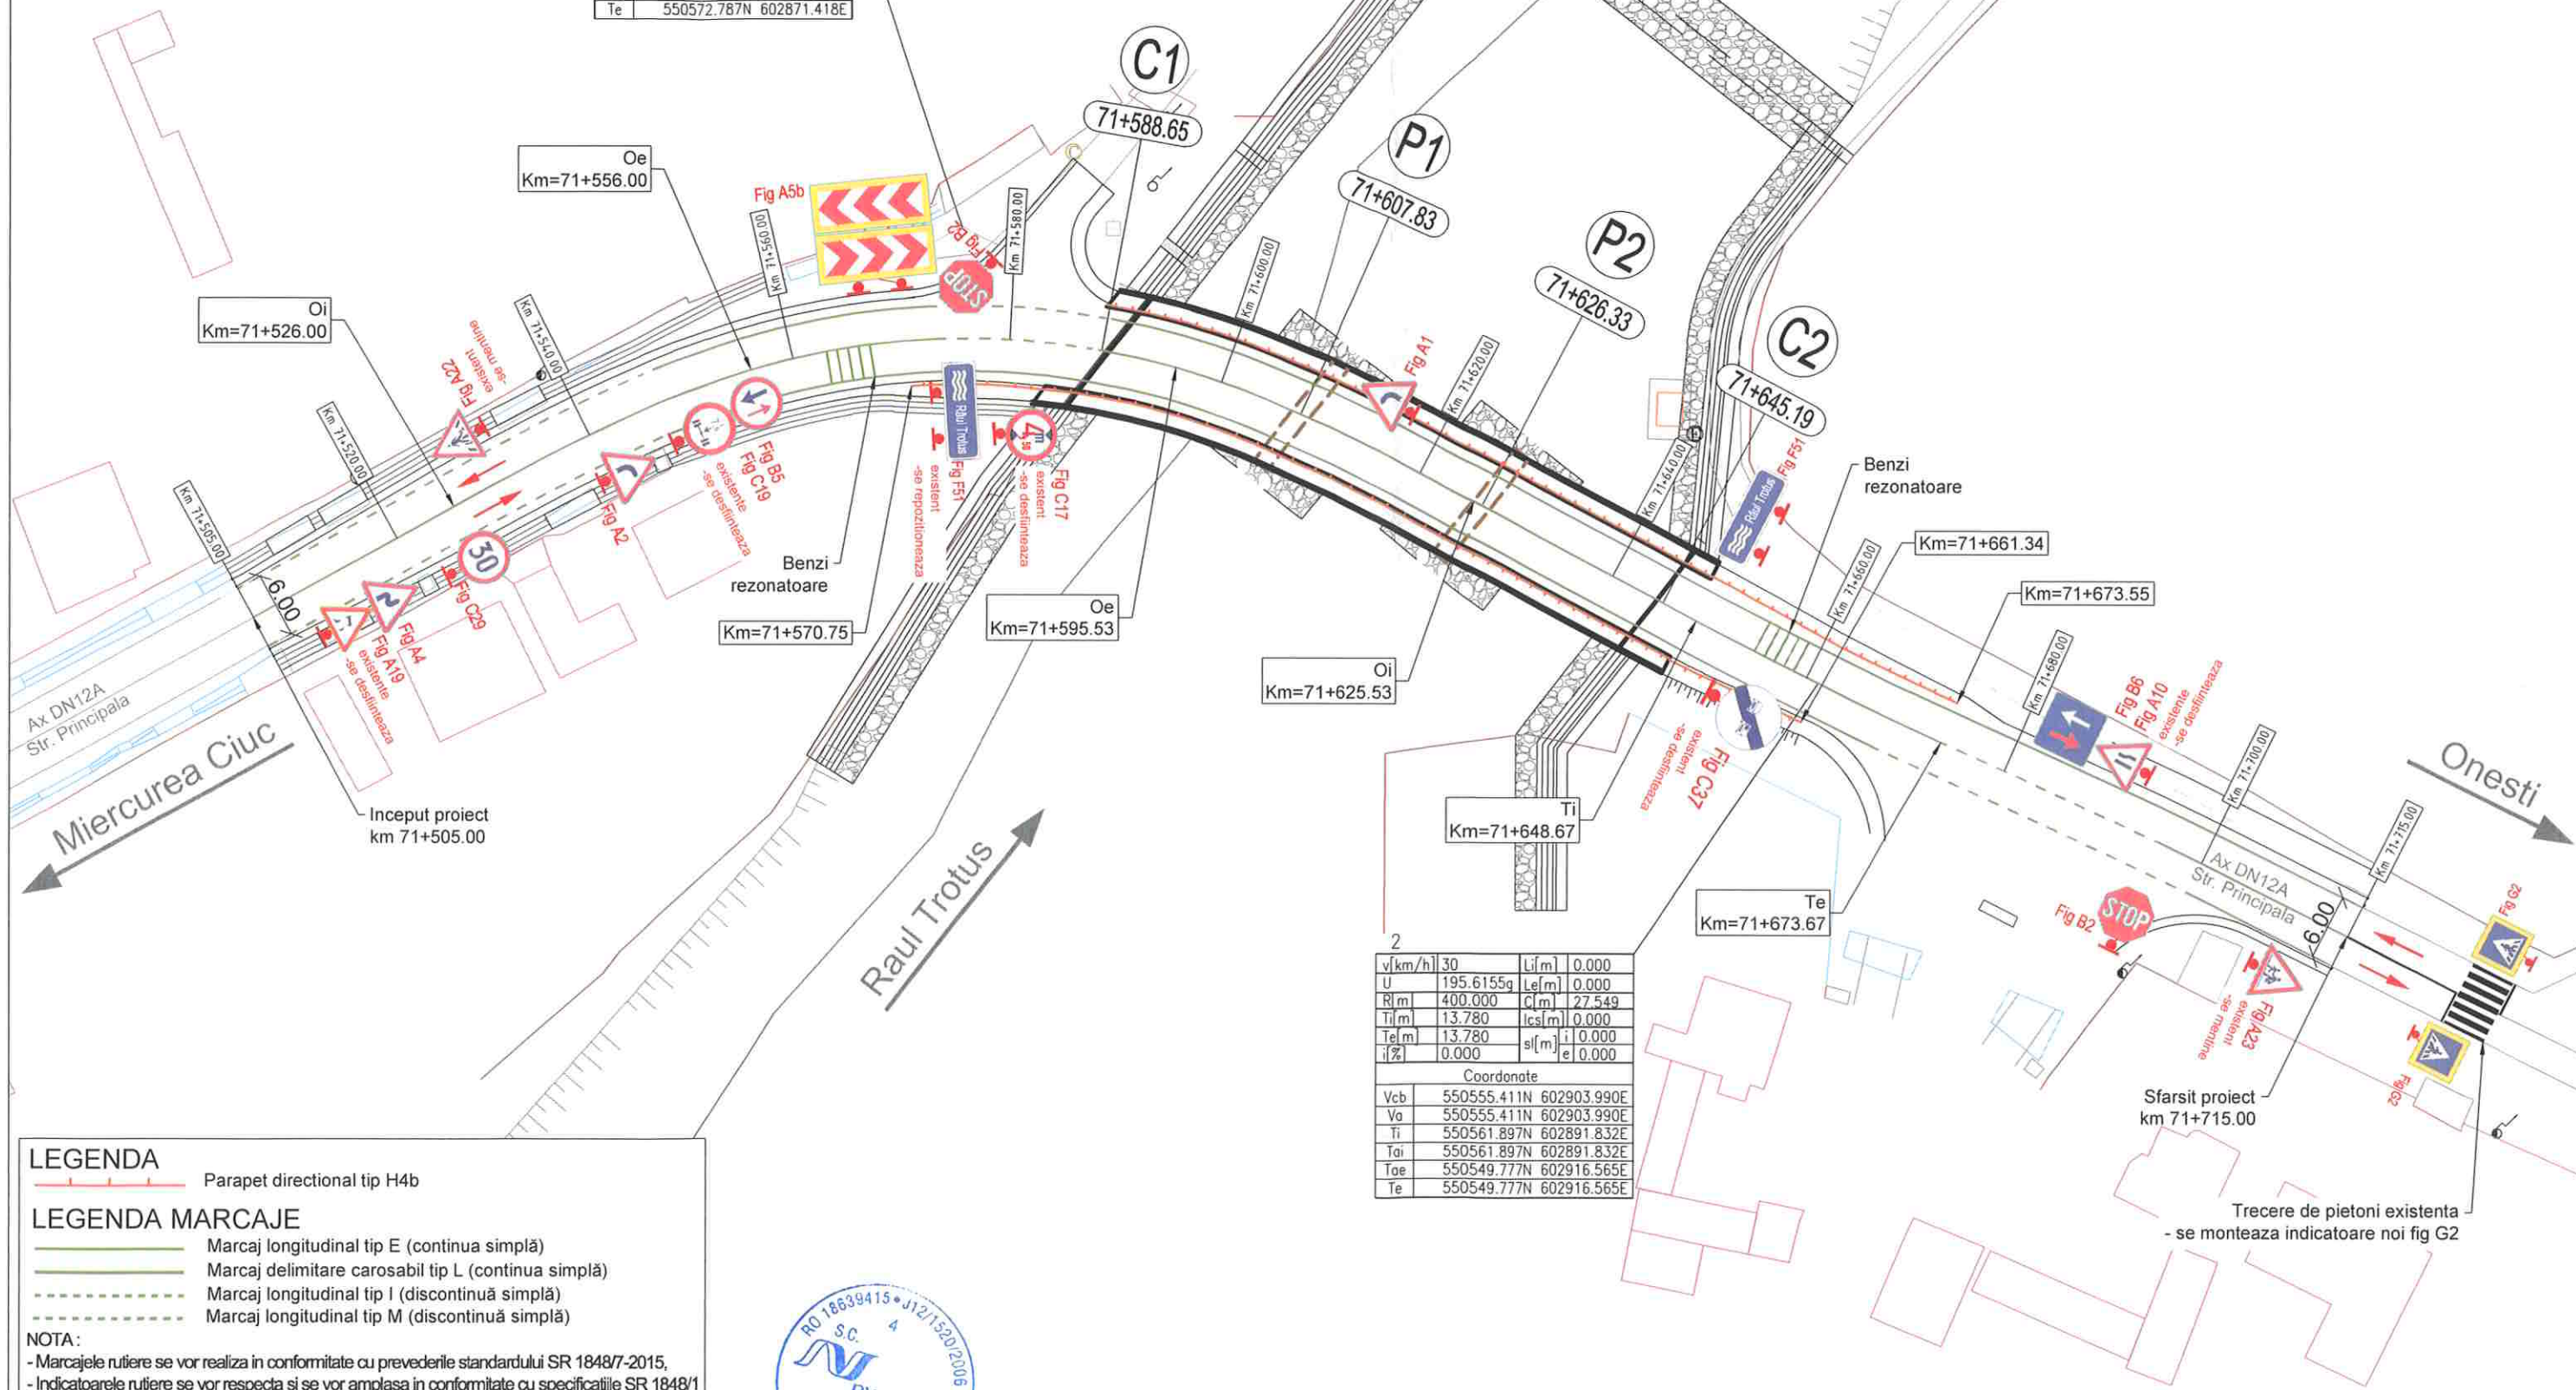 Te 550572.787N 602871.418E
C1
71+588.65
P1
71+607.83
P2
71+626.33
C2
71+645.19
Oe
Km=71+556.00
Oi
Km=71+526.00
Fig A5b
Fig B2
STOP
Km 71+505.00
Km 71+520.00
Km 71+540.00
Km 71+560.00
Km 71+580.00
Km 71+600.00
Km 71+620.00
Km 71+640.00
Km 71+660.00
Km 71+680.00
Km 71+700.00
Km 71+715.00
Fig A22
existent
-se mentine
Fig A1
Fig A2
Fig B5
Fig C19
existente
-se desfiinteaza
Râul Trotus
Fig F51
existent
-se repozitioneaza
4m
50
Fig C17
existent
-se desfiinteaza
Râul Trotus
Fig F51
Benzi
rezonatoare
Km=71+661.34
Km=71+673.55
30
Fig C29
Fig A4
Fig A19
existente
-se desfiinteaza
6.00
Benzi
rezonatoare
Km=71+570.75
Oe
Km=71+595.53
Oi
Km=71+625.53
Ax DN12A
Str. Principala
Miercurea Ciuc
Inceput proiect
km 71+505.00
Raul Trotus
Fig C37
existent
-se desfiinteaza
Ti
Km=71+648.67
Te
Km=71+673.67
Fig B6
Fig A10
existente
-se desfiinteaza
Onesti
Ax DN12A
Str. Principala
6.00
STOP
Fig B2
Fig A23
existent
-se mentine
Fig G2
Fig G2
Sfarsit proiect
km 71+715.00
Trecere de pietoni existenta
- se monteaza indicatoare noi fig G2
2
v[km/h] 30 Li[m] 0.000
U 195.6155g Le[m] 0.000
R[m] 400.000 C[m] 27.549
Ti[m] 13.780 lcs[m] 0.000
Te[m] 13.780 sl[m] i 0.000
i[%] 0.000 e 0.000
Coordonate
Vcb 550555.411N 602903.990E
Va 550555.411N 602903.990E
Ti 550561.897N 602891.832E
Tai 550561.897N 602891.832E
Tae 550549.777N 602916.565E
Te 550549.777N 602916.565E
LEGENDA
Parapet directional tip H4b
LEGENDA MARCAJE
Marcaj longitudinal tip E (continua simplă)
Marcaj delimitare carosabil tip L (continua simplă)
Marcaj longitudinal tip I (discontinuă simplă)
Marcaj longitudinal tip M (discontinuă simplă)
NOTA:
- Marcajele rutiere se vor realiza in conformitate cu prevederile standardului SR 1848/7-2015,
- Indicatoarele rutiere se vor respecta si se vor amplasa in conformitate cu specificatiile SR 1848/1
RO 18639415 • J12/1520/2006
S.C. 4